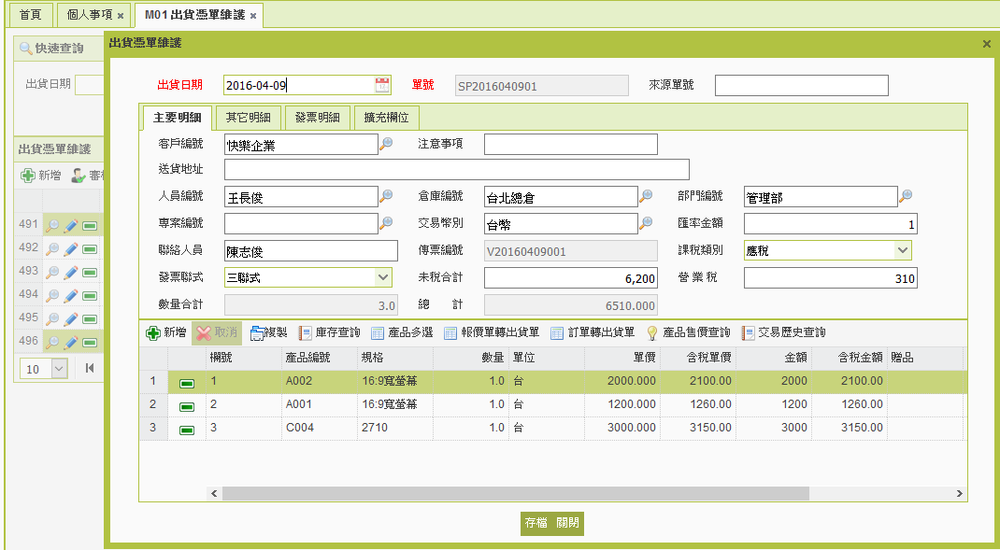 首頁 個人事項 × M01 出貨憑單維護 ×
快速查詢
出貨日期
出貨憑單維護
新增
491
492
493
494
495
496
10
出貨憑單維護 ×
出貨日期 2016-04-09 單號 SP2016040901 來源單號
主要明細 其它明細 發票明細 擴充欄位
客戶編號 快樂企業 注意事項
送貨地址
人員編號 王長俊 倉庫編號 台北總倉 部門編號 管理部
專案編號 交易幣別 台幣 匯率金額 1
聯絡人員 陳志俊 傳票編號 V20160409001 課稅類別 應稅
發票聯式 三聯式 未稅合計 6,200 營 業 稅 310
數量合計 3.0 總 計 6510.000
新增 取消 複製 庫存查詢 產品多選 報價單轉出貨單 訂單轉出貨單 產品售價查詢 交易歷史查詢
欄號 產品編號 規格 數量 單位 單價 含稅單價 金額 含稅金額 贈品
1 1 A002 16:9寬螢幕 1.0 台 2000.000 2100.00 2000 2100.00
2 2 A001 16:9寬螢幕 1.0 台 1200.000 1260.00 1200 1260.00
3 3 C004 2710 1.0 台 3000.000 3150.00 3000 3150.00
存檔 關閉